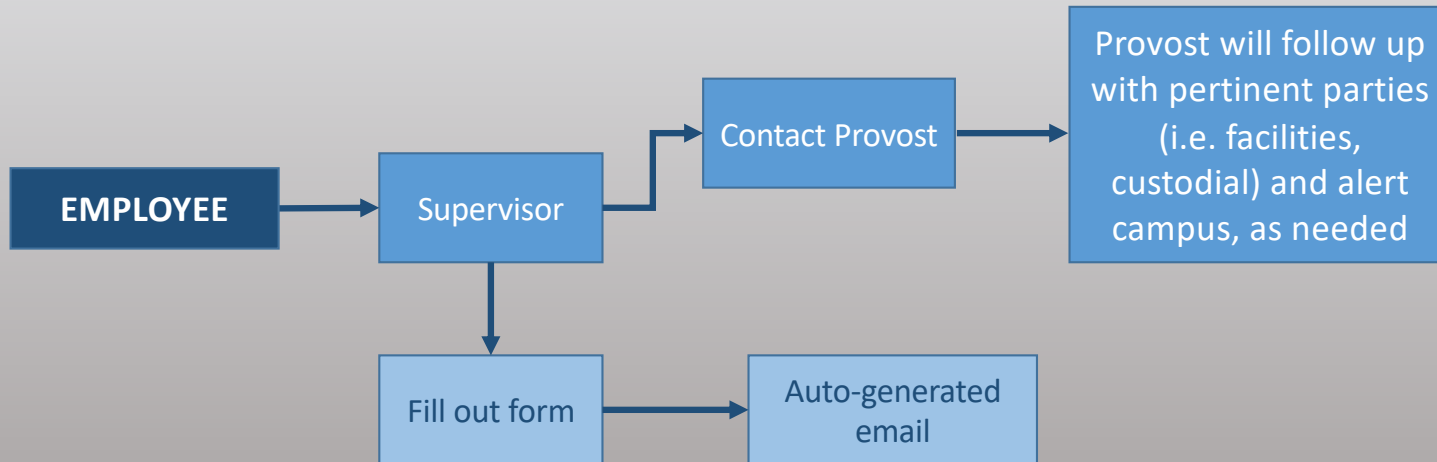 EMPLOYEE
Supervisor
Contact Provost
Provost will follow up
with pertinent parties
(i.e. facilities,
custodial) and alert
campus, as needed
Fill out form
Auto-generated
email